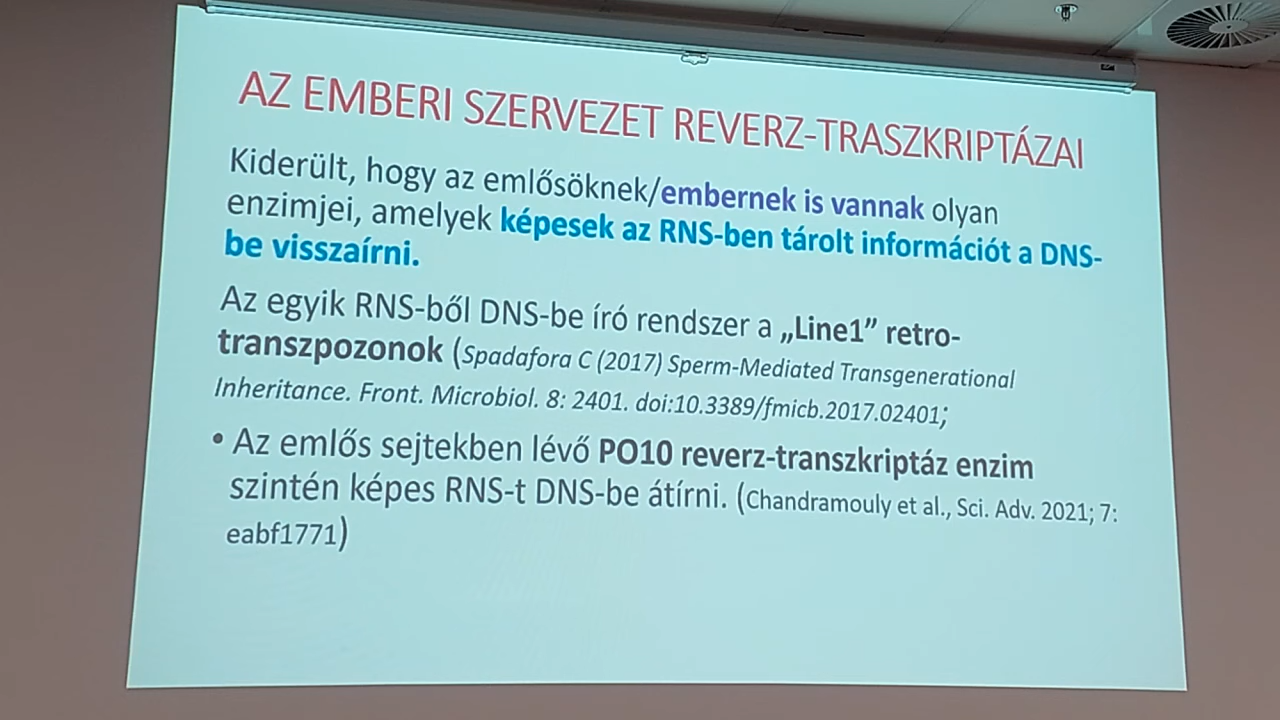 AZ EMBERI SZERVEZET REVERZ-TRASZKRIPTÁZAI
Kiderült, hogy az emlősöknek/embernek is vannak olyan
enzimjei, amelyek képesek az RNS-ben tárolt információt a DNS-
be visszaírni.
Az egyik RNS-ből DNS-be író rendszer a „Line1” retro-
transzpozonok (Spadafora C (2017) Sperm-Mediated Transgenerational
Inheritance. Front. Microbiol. 8: 2401. doi:10.3389/fmicb.2017.02401;
• Az emlős sejtekben lévő PO10 reverz-transzkriptáz enzim
szintén képes RNS-t DNS-be átírni. (Chandramouly et al., Sci. Adv. 2021; 7:
eabf1771)